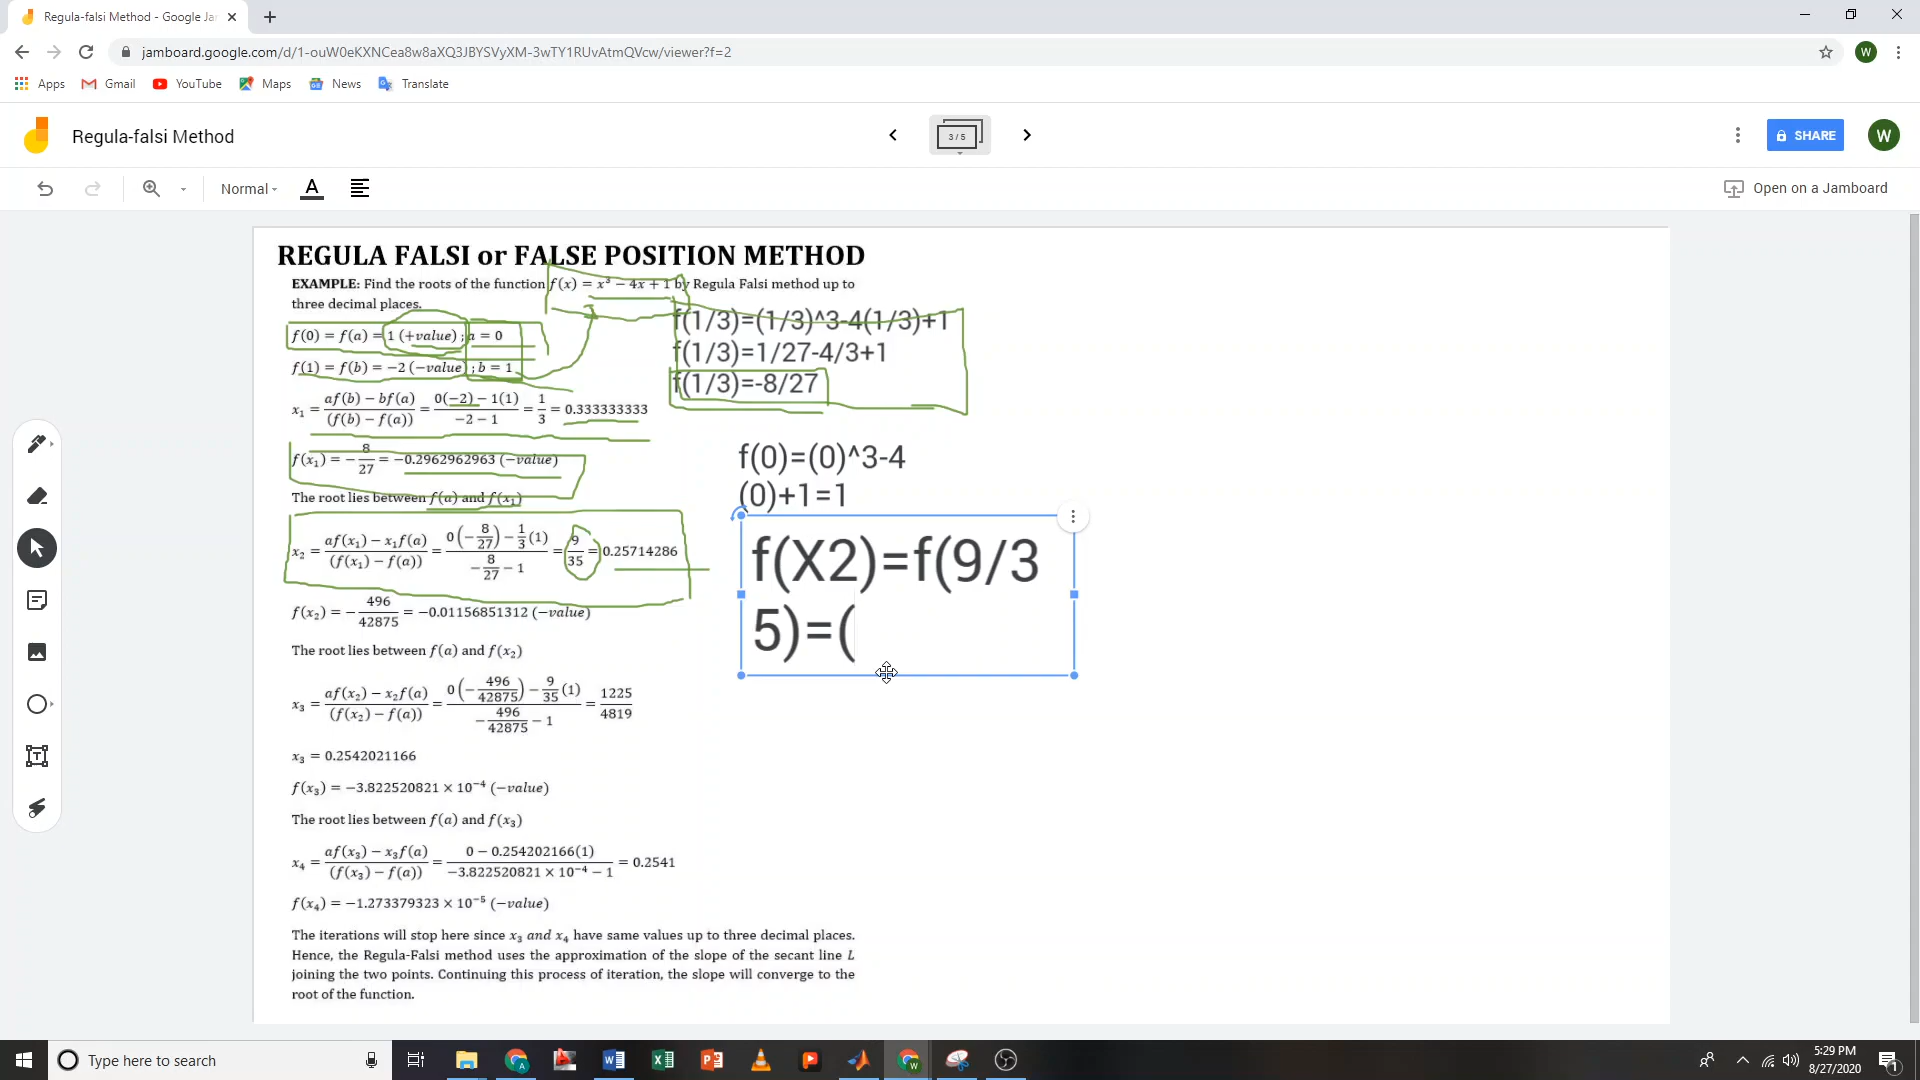 Regula-falsi Method - Google Ja
jamboard.google.com/d/1-ouW0eKXNCea8w8aXQ3JBYSVyXM-3wTY1RUvAtmQVcw/viewer?f=2
W
Apps Gmail YouTube Maps News Translate
Regula-falsi Method
3 / 5
SHARE
W
Normal
A
Open on a Jamboard
REGULA FALSI or FALSE POSITION METHOD
EXAMPLE: Find the roots of the function f(x) = x³ − 4x + 1 by Regula Falsi method up to
three decimal places.
f(0) = f(a) = 1 (+value) ; a = 0
f(1) = f(b) = −2 (−value) ; b = 1
x₁ = (af(b) − bf(a))/((f(b) − f(a)) = (0(−2) − 1(1))/(−2 − 1) = 1/3 = 0.333333333
f(x₁) = −8/27 = −0.2962962963 (−value)
The root lies between f(a) and f(x₁)
x₂ = (af(x₁) − x₁f(a))/((f(x₁) − f(a)) = (0(−8/27) − 1/3(1))/(−8/27 − 1) = 9/35 = 0.25714286
f(x₂) = −496/42875 = −0.01156851312 (−value)
The root lies between f(a) and f(x₂)
x₃ = (af(x₂) − x₂f(a))/((f(x₂) − f(a)) = (0(−496/42875) − 9/35(1))/(−496/42875 − 1) = 1225/4819
x₃ = 0.2542021166
f(x₃) = −3.822520821 × 10⁻⁴ (−value)
The root lies between f(a) and f(x₃)
x₄ = (af(x₃) − x₃f(a))/((f(x₃) − f(a)) = (0 − 0.254202166(1))/(−3.822520821 × 10⁻⁴ − 1) = 0.2541
f(x₄) = −1.273379323 × 10⁻⁵ (−value)
The iterations will stop here since x₃ and x₄ have same values up to three decimal places.
Hence, the Regula-Falsi method uses the approximation of the slope of the secant line L
joining the two points. Continuing this process of iteration, the slope will converge to the
root of the function.
f(1/3)=(1/3)^3-4(1/3)+1
f(1/3)=1/27-4/3+1
f(1/3)=-8/27
f(0)=(0)^3-4
(0)+1=1
f(X2)=f(9/3
5)=(
Type here to search
5:29 PM
8/27/2020
1